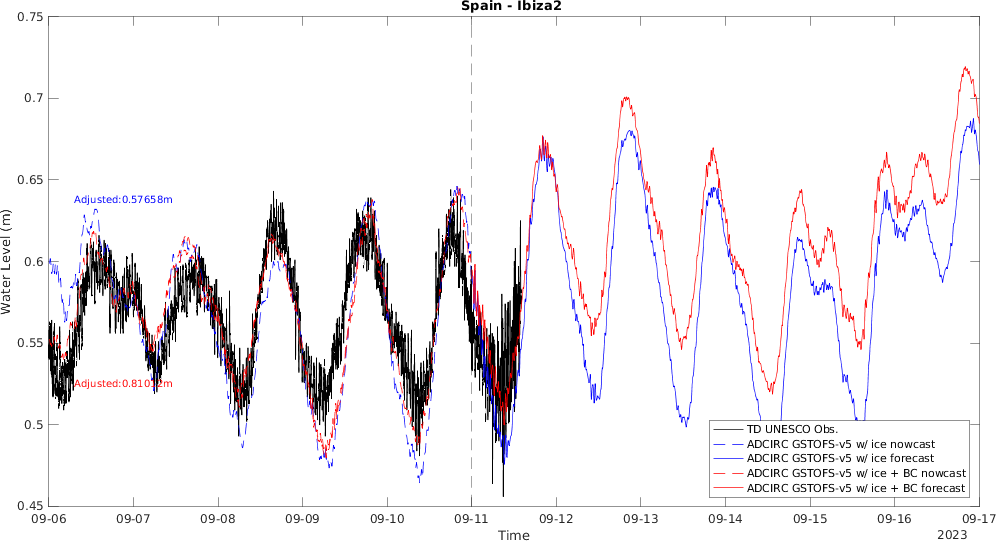 Spain - Ibiza2
0.75
0.7
0.65
0.6
0.55
0.5
0.45
Water Level (m)
Adjusted:0.57658m
TD UNESCO Obs.
ADCIRC GSTOFS-v5 w/ ice nowcast
ADCIRC GSTOFS-v5 w/ ice forecast
ADCIRC GSTOFS-v5 w/ ice + BC nowcast
ADCIRC GSTOFS-v5 w/ ice + BC forecast
09-06 09-07 09-08 09-09 09-10 09-11 09-12 09-13 09-14 09-15 09-16 09-17
Time
2023